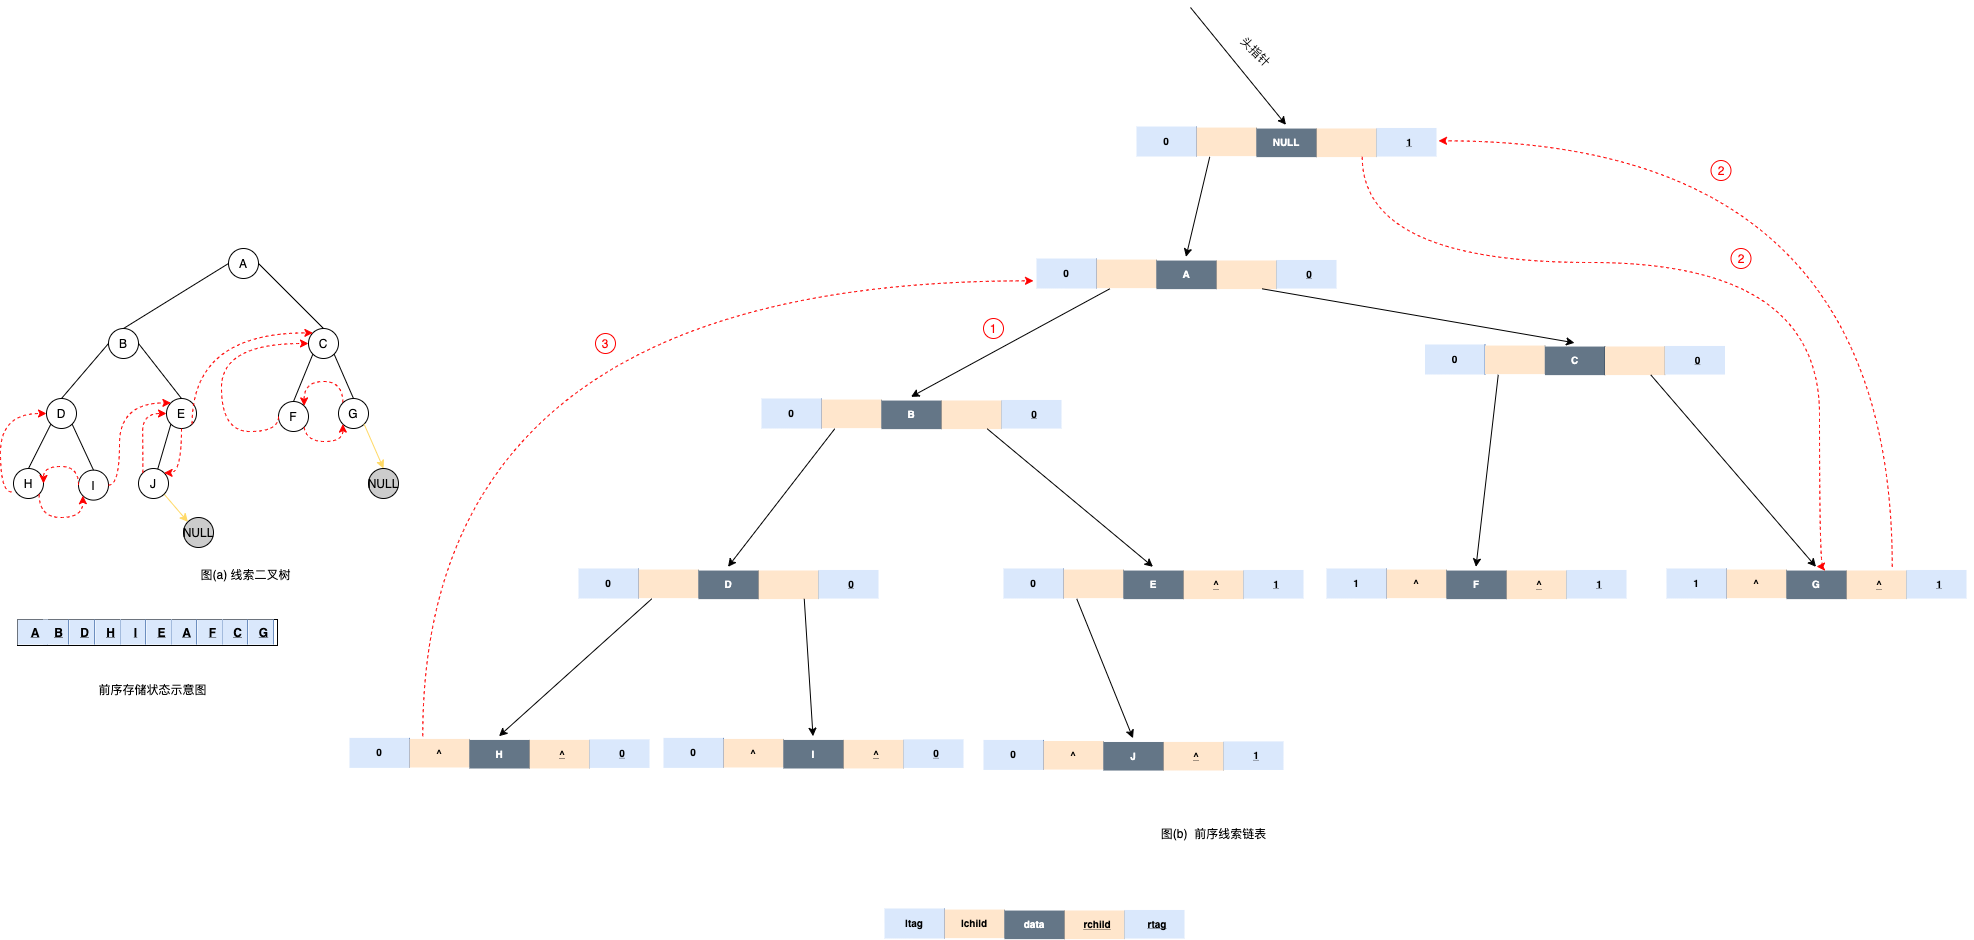 头指针
0 NULL 1
②
②
A
0 A 0
③
①
B
C
0 C 0
D
E
F
G
0 B 0
H
I
J
NULL
NULL
图(a) 线索二叉树
0 D 0
0 E ^ 1
1 ^ F ^ 1
1 ^ G ^ 1
A B D H I E A F C G
前序存储状态示意图
0 ^ H ^ 0
0 ^ I ^ 0
0 ^ J ^ 1
图(b) 前序线索链表
ltag lchild data rchild rtag